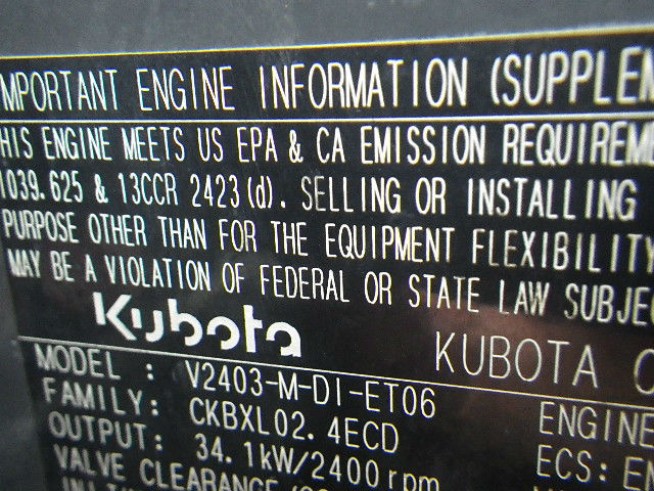 IMPORTANT ENGINE INFORMATION (SUPPLEM
HIS ENGINE MEETS US EPA & CA EMISSION REQUIREME
1039.625 & 13CCR 2423(d). SELLING OR INSTALLING
PURPOSE OTHER THAN FOR THE EQUIPMENT FLEXIBILITY
MAY BE A VIOLATION OF FEDERAL OR STATE LAW SUBJE
Kubota KUBOTA C
MODEL : V2403-M-DI-ET06
FAMILY: CKBXL02.4ECD ENGINE
OUTPUT: 34.1kW/2400rpm ECS: EM
VALVE CLEARANCE